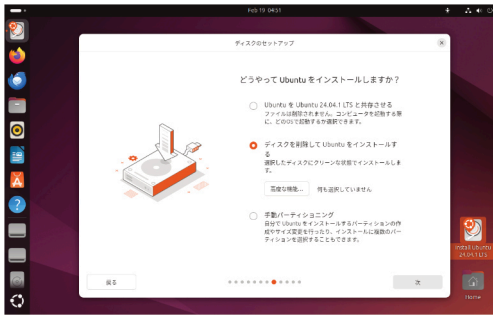 Feb 19 04:51
ディスクのセットアップ
どうやって Ubuntu をインストールしますか？
Ubuntu を Ubuntu 24.04.1 LTS と共存させる
ファイルは削除されません。コンピュータを起動する際
に、どのOSで起動するか選択できます。
ディスクを削除して Ubuntu をインストールす
る
選択したディスクにクリーンな状態でインストールしま
す。
高度な機能... 何も選択していません
手動パーティショニング
自分で Ubuntu をインストールするパーティションの作
成やサイズ変更を行ったり、インストールに複数のパー
ティションを選択することもできます。
戻る
次
Install Ubuntu
24.04.1 LTS
Home